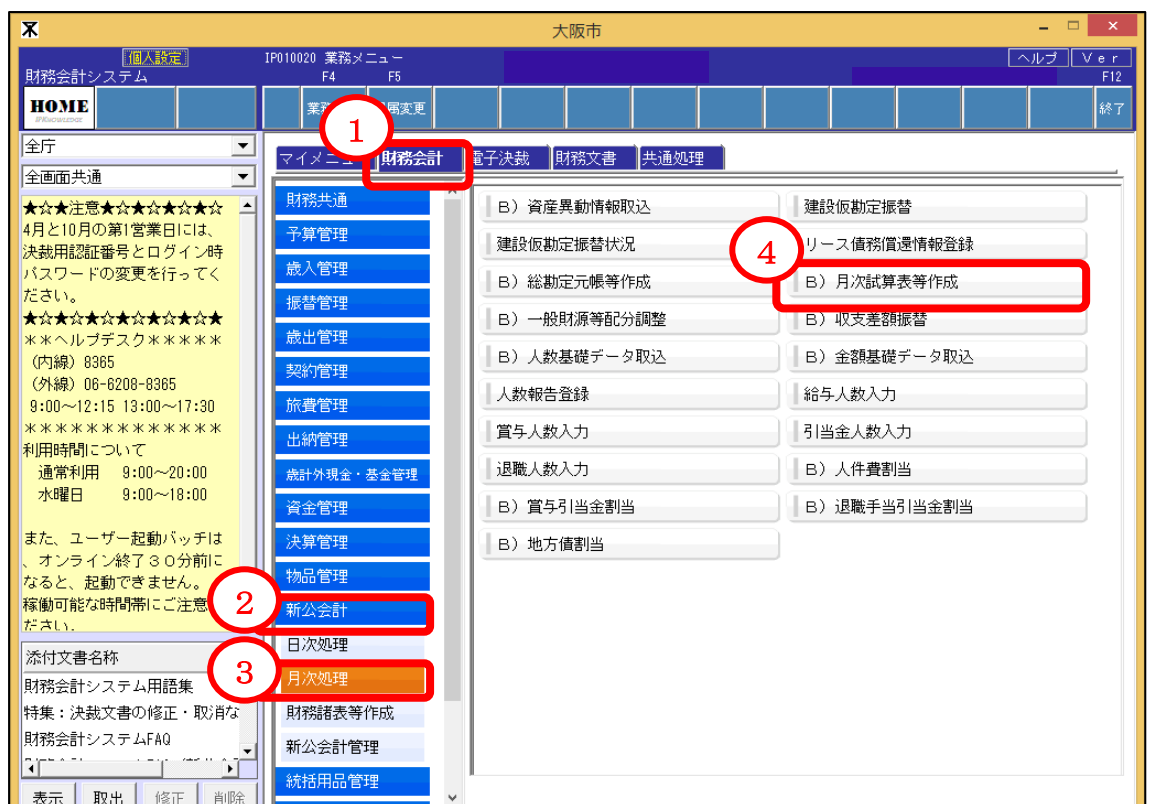 大阪市
個人設定
IP010020 業務メニュー
ヘルプ Ver
財務会計システム
F4 F5 F12
HOME
業務 属変更 終了
1
全庁
全画面共通
マイメニュー 財務会計 電子決裁 財務文書 共通処理
★☆★注意★☆★☆★☆★☆
4月と10月の第1営業日には、
決裁用認証番号とログイン時
パスワードの変更を行ってく
ださい。
★☆★☆★☆★☆★☆★☆★
**ヘルプデスク*****
(内線) 8365
(外線) 06-6208-8365
9:00~12:15 13:00~17:30
*************
利用時間について
通常利用 9:00~20:00
水曜日 9:00~18:00
また、ユーザー起動バッチは
、オンライン終了30分前に
なると、起動できません。
稼働可能な時間帯にご注意
ださい。
添付文書名称
財務会計システム用語集
特集:決裁文書の修正・取消な
財務会計システムFAQ
表示 取出 修正 削除
財務共通
予算管理
歳入管理
振替管理
歳出管理
契約管理
旅費管理
出納管理
歳計外現金・基金管理
資金管理
決算管理
物品管理
2
新公会計
日次処理
3
月次処理
財務諸表等作成
新公会計管理
統括用品管理
B)資産異動情報取込
建設仮勘定振替
建設仮勘定振替状況
4
リース債務償還情報登録
B)総勘定元帳等作成
B)月次試算表等作成
B)一般財源等配分調整
B)収支差額振替
B)人数基礎データ取込
B)金額基礎データ取込
人数報告登録
給与人数入力
賞与人数入力
引当金人数入力
退職人数入力
B)人件費割当
B)賞与引当金割当
B)退職手当引当金割当
B)地方債割当